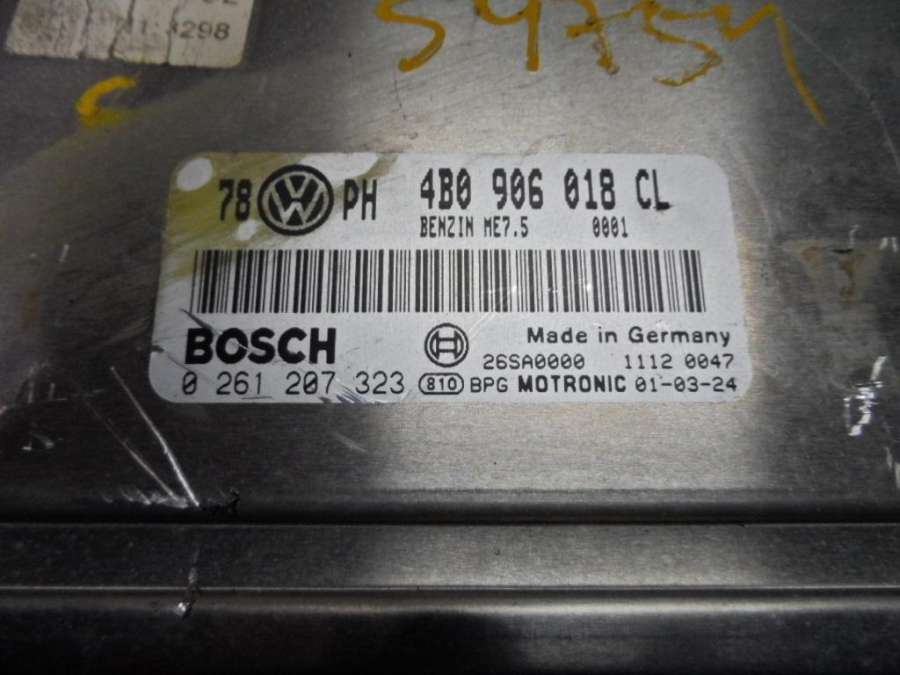 54754
78 PH 4B0 906 018 CL
BENZIN ME7.5 0001
BOSCH
Made in Germany
26SA0000 1112 0047
0 261 207 323 810 BPG MOTRONIC 01-03-24